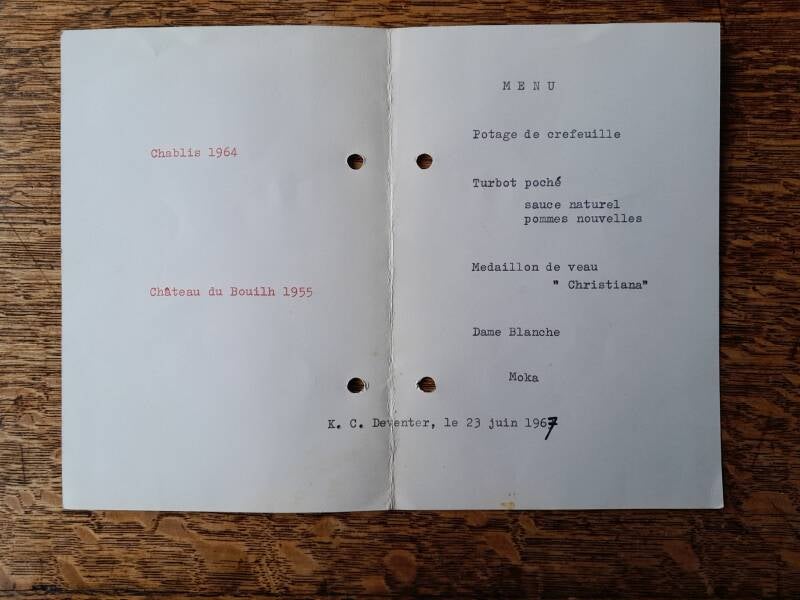 Chablis 1964
Château du Bouilh 1955
M E N U
Potage de crefeuille
Turbot poché
sauce naturel
pommes nouvelles
Medaillon de veau
" Christiana"
Dame Blanche
Moka
K. C. Deventer, le 23 juin 1967